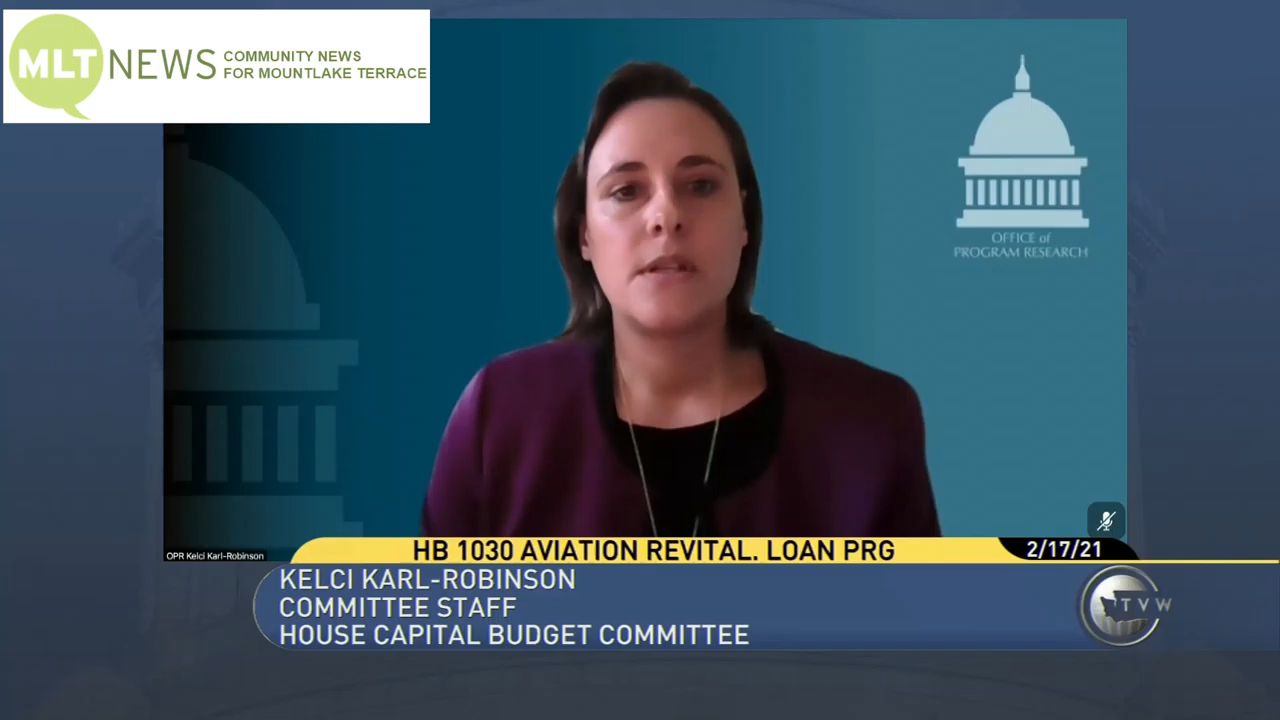 MLT NEWS
COMMUNITY NEWS
FOR MOUNTLAKE TERRACE
OFFICE of
PROGRAM RESEARCH
OPR Kelci Karl-Robinson
HB 1030 AVIATION REVITAL. LOAN PRG
2/17/21
KELCI KARL-ROBINSON
COMMITTEE STAFF
HOUSE CAPITAL BUDGET COMMITTEE
TVW